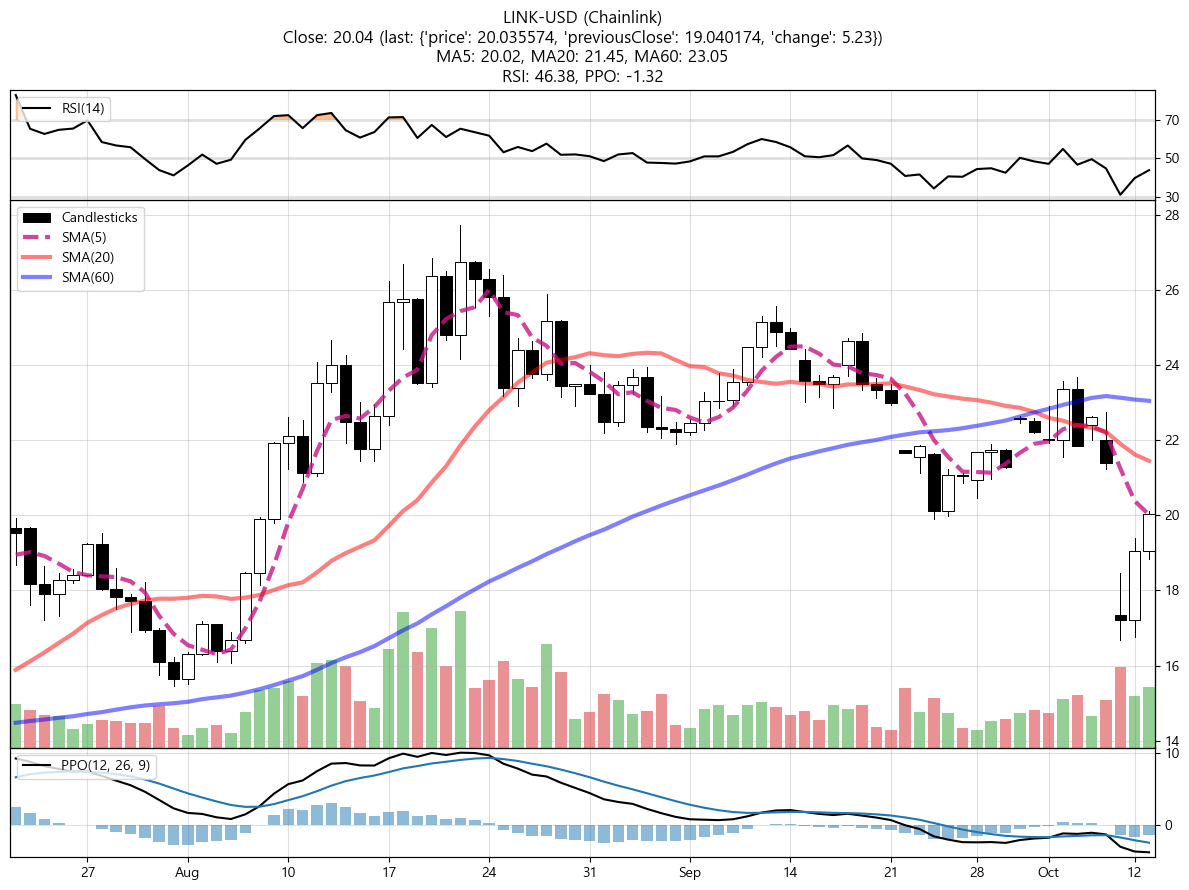 LINK-USD (Chainlink)
Close: 20.04 (last: {'price': 20.035574, 'previousClose': 19.040174, 'change': 5.23})
MA5: 20.02, MA20: 21.45, MA60: 23.05
RSI: 46.38, PPO: -1.32
RSI(14)
70
50
30
Candlesticks
SMA(5)
SMA(20)
SMA(60)
28
26
24
22
20
18
16
14
PPO(12, 26, 9)
10
0
27 Aug 10 17 24 31 Sep 14 21 28 Oct 12